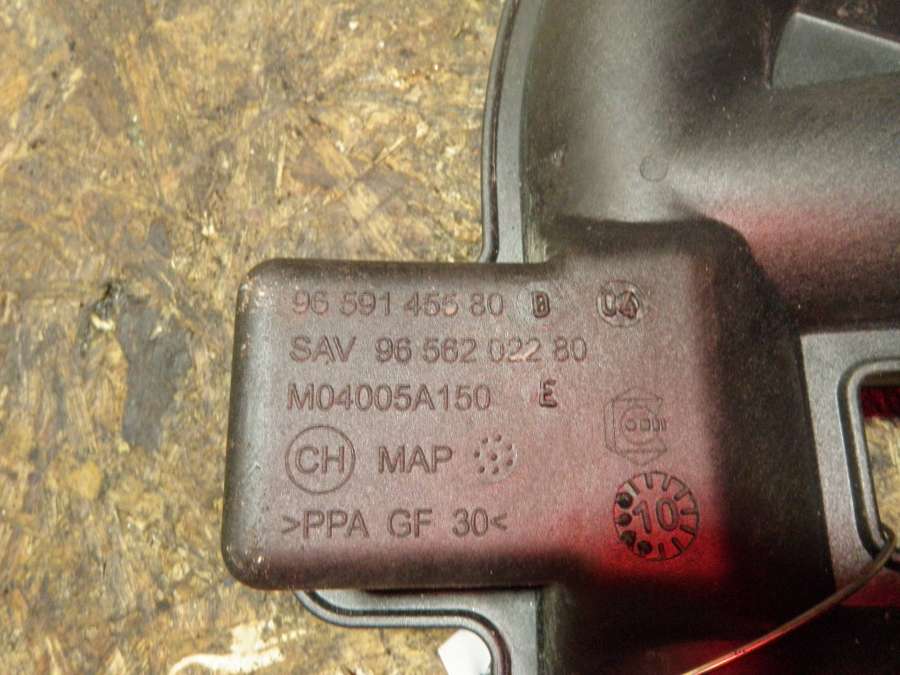 96 591 455 80 B 04
SAV 96 562 022 80
M04005A150 E
CH MAP
>PPA GF 30<
10